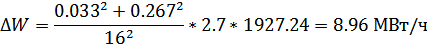 ΔW = (0.033² + 0.267²) / 16² * 2.7 * 1927.24 = 8.96 МВт/ч